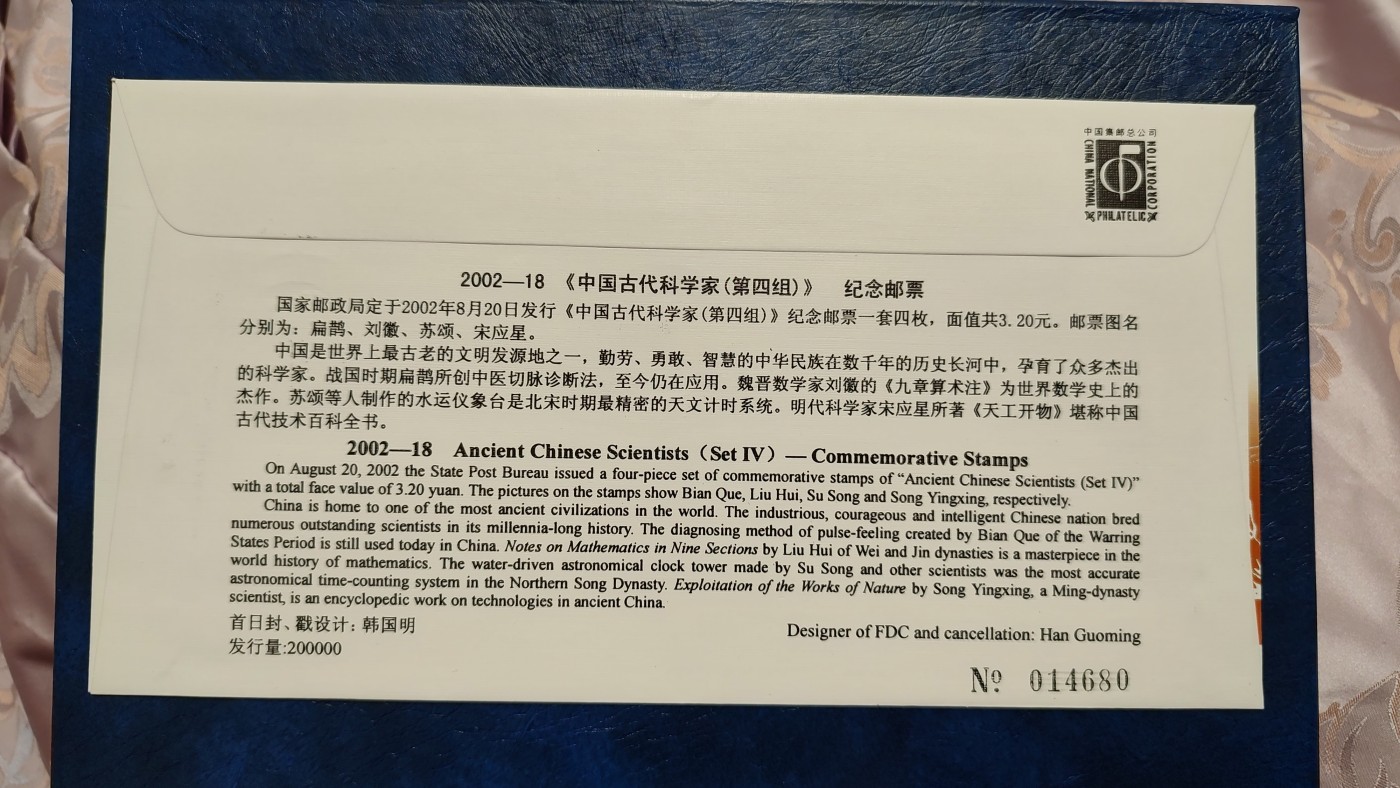 中国集邮总公司
CHINA NATIONAL
PHILATELIC
CORPORATION
2002—18 《中国古代科学家(第四组)》 纪念邮票
国家邮政局定于2002年8月20日发行《中国古代科学家(第四组)》纪念邮票一套四枚，面值共3.20元。邮票图名
分别为：扁鹊、刘徽、苏颂、宋应星。
中国是世界上最古老的文明发源地之一，勤劳、勇敢、智慧的中华民族在数千年的历史长河中，孕育了众多杰出
的科学家。战国时期扁鹊所创中医切脉诊断法，至今仍在应用。魏晋数学家刘徽的《九章算术注》为世界数学史上的
杰作。苏颂等人制作的水运仪象台是北宋时期最精密的天文计时系统。明代科学家宋应星所著《天工开物》堪称中国
古代技术百科全书。
2002—18 Ancient Chinese Scientists (Set IV) — Commemorative Stamps
On August 20, 2002 the State Post Bureau issued a four-piece set of commemorative stamps of “Ancient Chinese Scientists (Set IV)”
with a total face value of 3.20 yuan. The pictures on the stamps show Bian Que, Liu Hui, Su Song and Song Yingxing, respectively.
China is home to one of the most ancient civilizations in the world. The industrious, courageous and intelligent Chinese nation bred
numerous outstanding scientists in its millennia-long history. The diagnosing method of pulse-feeling created by Bian Que of the Warring
States Period is still used today in China. Notes on Mathematics in Nine Sections by Liu Hui of Wei and Jin dynasties is a masterpiece in the
world history of mathematics. The water-driven astronomical clock tower made by Su Song and other scientists was the most accurate
astronomical time-counting system in the Northern Song Dynasty. Exploitation of the Works of Nature by Song Yingxing, a Ming-dynasty
scientist, is an encyclopedic work on technologies in ancient China.
首日封、戳设计：韩国明
Designer of FDC and cancellation: Han Guoming
发行量:200000
Nº 014680